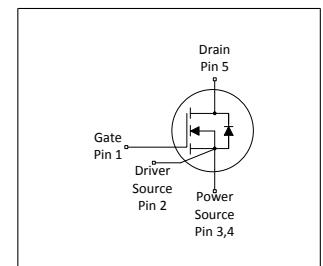 Drain
Pin 5
Gate
Pin 1
Driver
Source
Pin 2
Power
Source
Pin 3,4